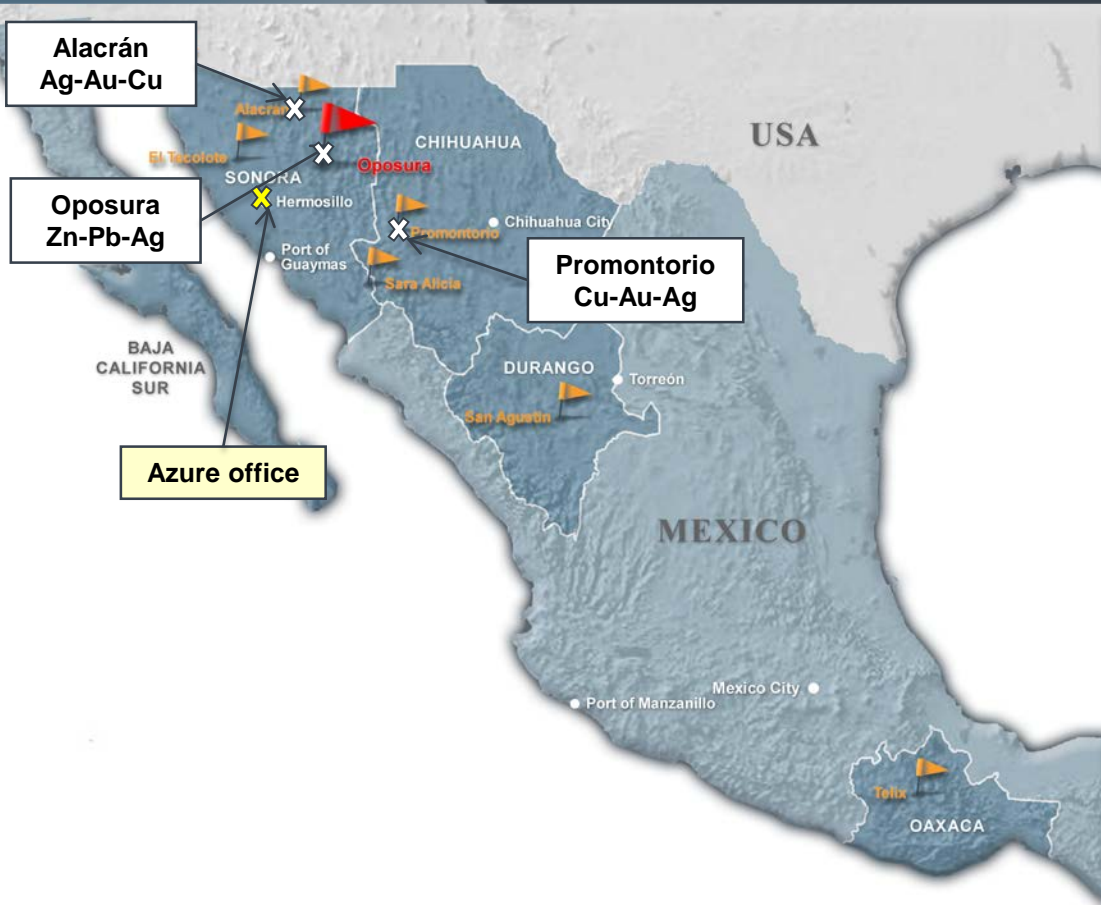 Alacrán
Ag-Au-Cu
Alacrán
USA
CHIHUAHUA
El Tecolote
Oposura
SONORA
Oposura
Zn-Pb-Ag
Hermosillo
Chihuahua City
Promontorio
Port of
Guaymas
Promontorio
Cu-Au-Ag
Sara Alicia
BAJA
CALIFORNIA
SUR
DURANGO
Torreón
San Agustin
Azure office
MEXICO
Mexico City
Port of Manzanillo
Telix
OAXACA